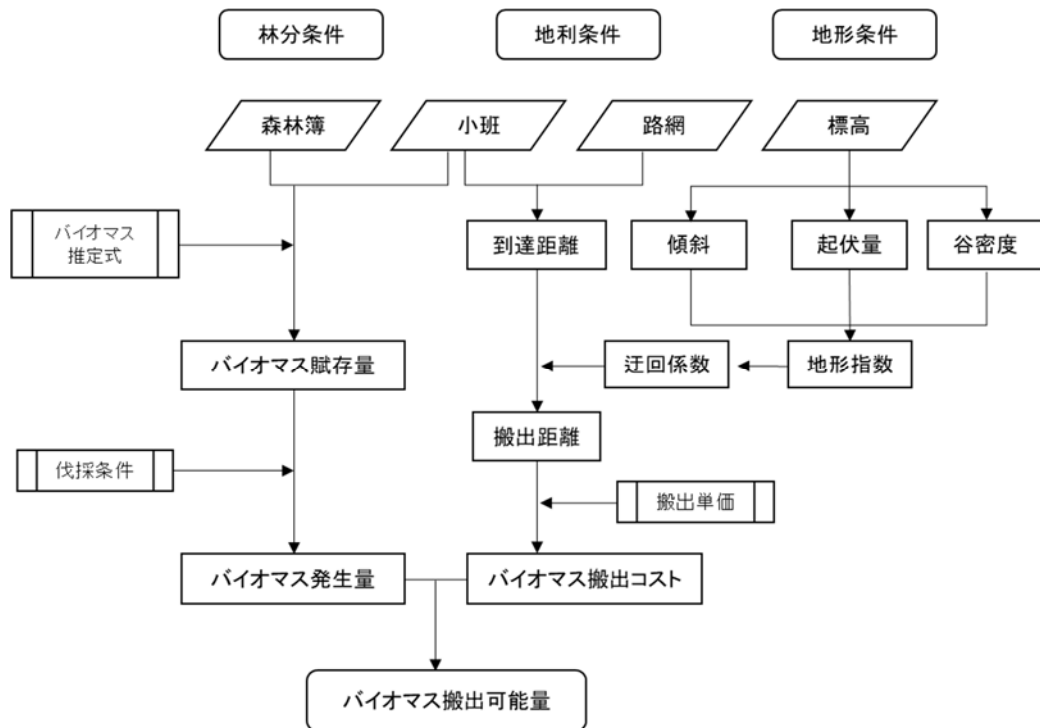 林分条件
地利条件
地形条件
森林簿
小班
路網
標高
バイオマス
推定式
到達距離
傾斜
起伏量
谷密度
バイオマス賦存量
迂回係数
地形指数
搬出距離
伐採条件
搬出単価
バイオマス発生量
バイオマス搬出コスト
バイオマス搬出可能量